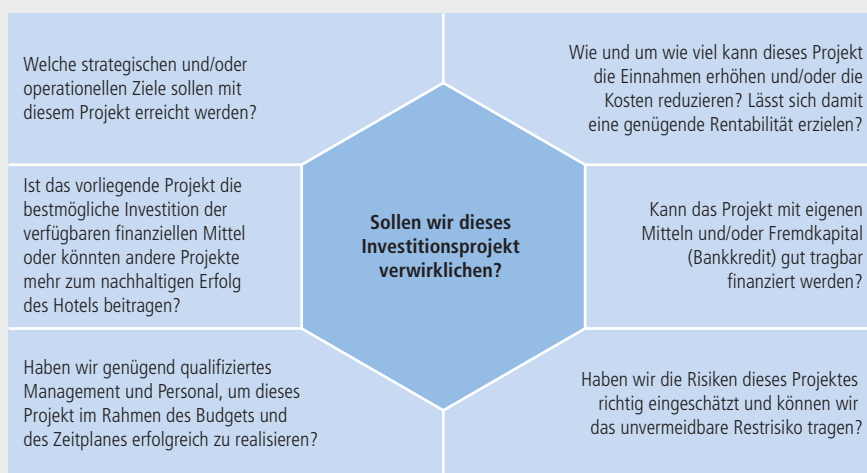 Welche strategischen und/oder
operationellen Ziele sollen mit
diesem Projekt erreicht werden?
Wie und um wie viel kann dieses Projekt
die Einnahmen erhöhen und/oder die
Kosten reduzieren? Lässt sich damit
eine genügende Rentabilität erzielen?
Ist das vorliegende Projekt die
bestmögliche Investition der
verfügbaren finanziellen Mittel
oder könnten andere Projekte
mehr zum nachhaltigen Erfolg
des Hotels beitragen?
Sollen wir dieses
Investitionsprojekt
verwirklichen?
Kann das Projekt mit eigenen
Mitteln und/oder Fremdkapital
(Bankkredit) gut tragbar
finanziert werden?
Haben wir genügend qualifiziertes
Management und Personal, um dieses
Projekt im Rahmen des Budgets und
des Zeitplanes erfolgreich zu realisieren?
Haben wir die Risiken dieses Projektes
richtig eingeschätzt und können wir
das unvermeidbare Restrisiko tragen?